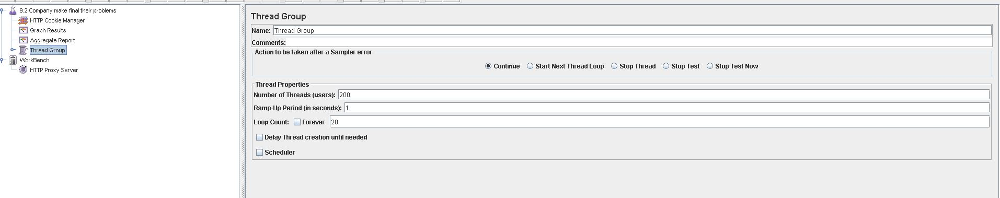 9.2 Company make final their problems
HTTP Cookie Manager
Graph Results
Aggregate Report
Thread Group
WorkBench
HTTP Proxy Server
Thread Group
Name: Thread Group
Comments:
Action to be taken after a Sampler error
Continue Start Next Thread Loop Stop Thread Stop Test Stop Test Now
Thread Properties
Number of Threads (users): 200
Ramp-Up Period (in seconds): 1
Loop Count: Forever 20
Delay Thread creation until needed
Scheduler